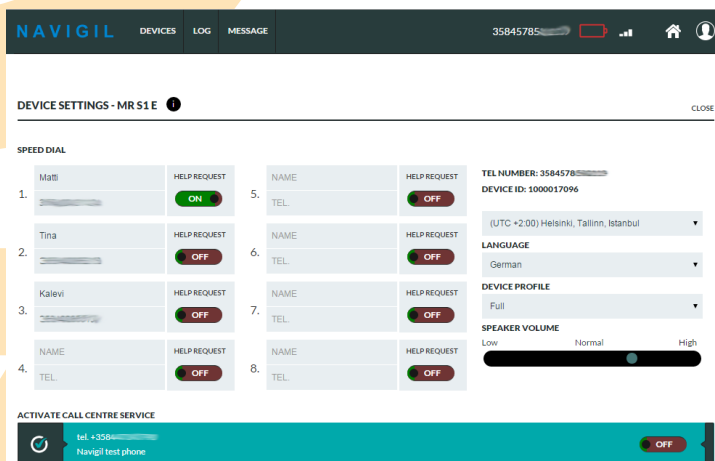 NAVIGIL DEVICES LOG MESSAGE 35845785
DEVICE SETTINGS - MR S1 E i CLOSE
SPEED DIAL
1. Matti HELP REQUEST ON
2. Tina HELP REQUEST OFF
3. Kalevi HELP REQUEST OFF
4. NAME HELP REQUEST OFF
TEL.
5. NAME HELP REQUEST OFF
TEL.
6. NAME HELP REQUEST OFF
TEL.
7. NAME HELP REQUEST OFF
TEL.
8. NAME HELP REQUEST OFF
TEL.
TEL NUMBER: 3584578
DEVICE ID: 1000017096
(UTC +2:00) Helsinki, Tallinn, Istanbul
LANGUAGE
German
DEVICE PROFILE
Full
SPEAKER VOLUME
Low Normal High
ACTIVATE CALL CENTRE SERVICE
tel. +3584
Navigil test phone OFF